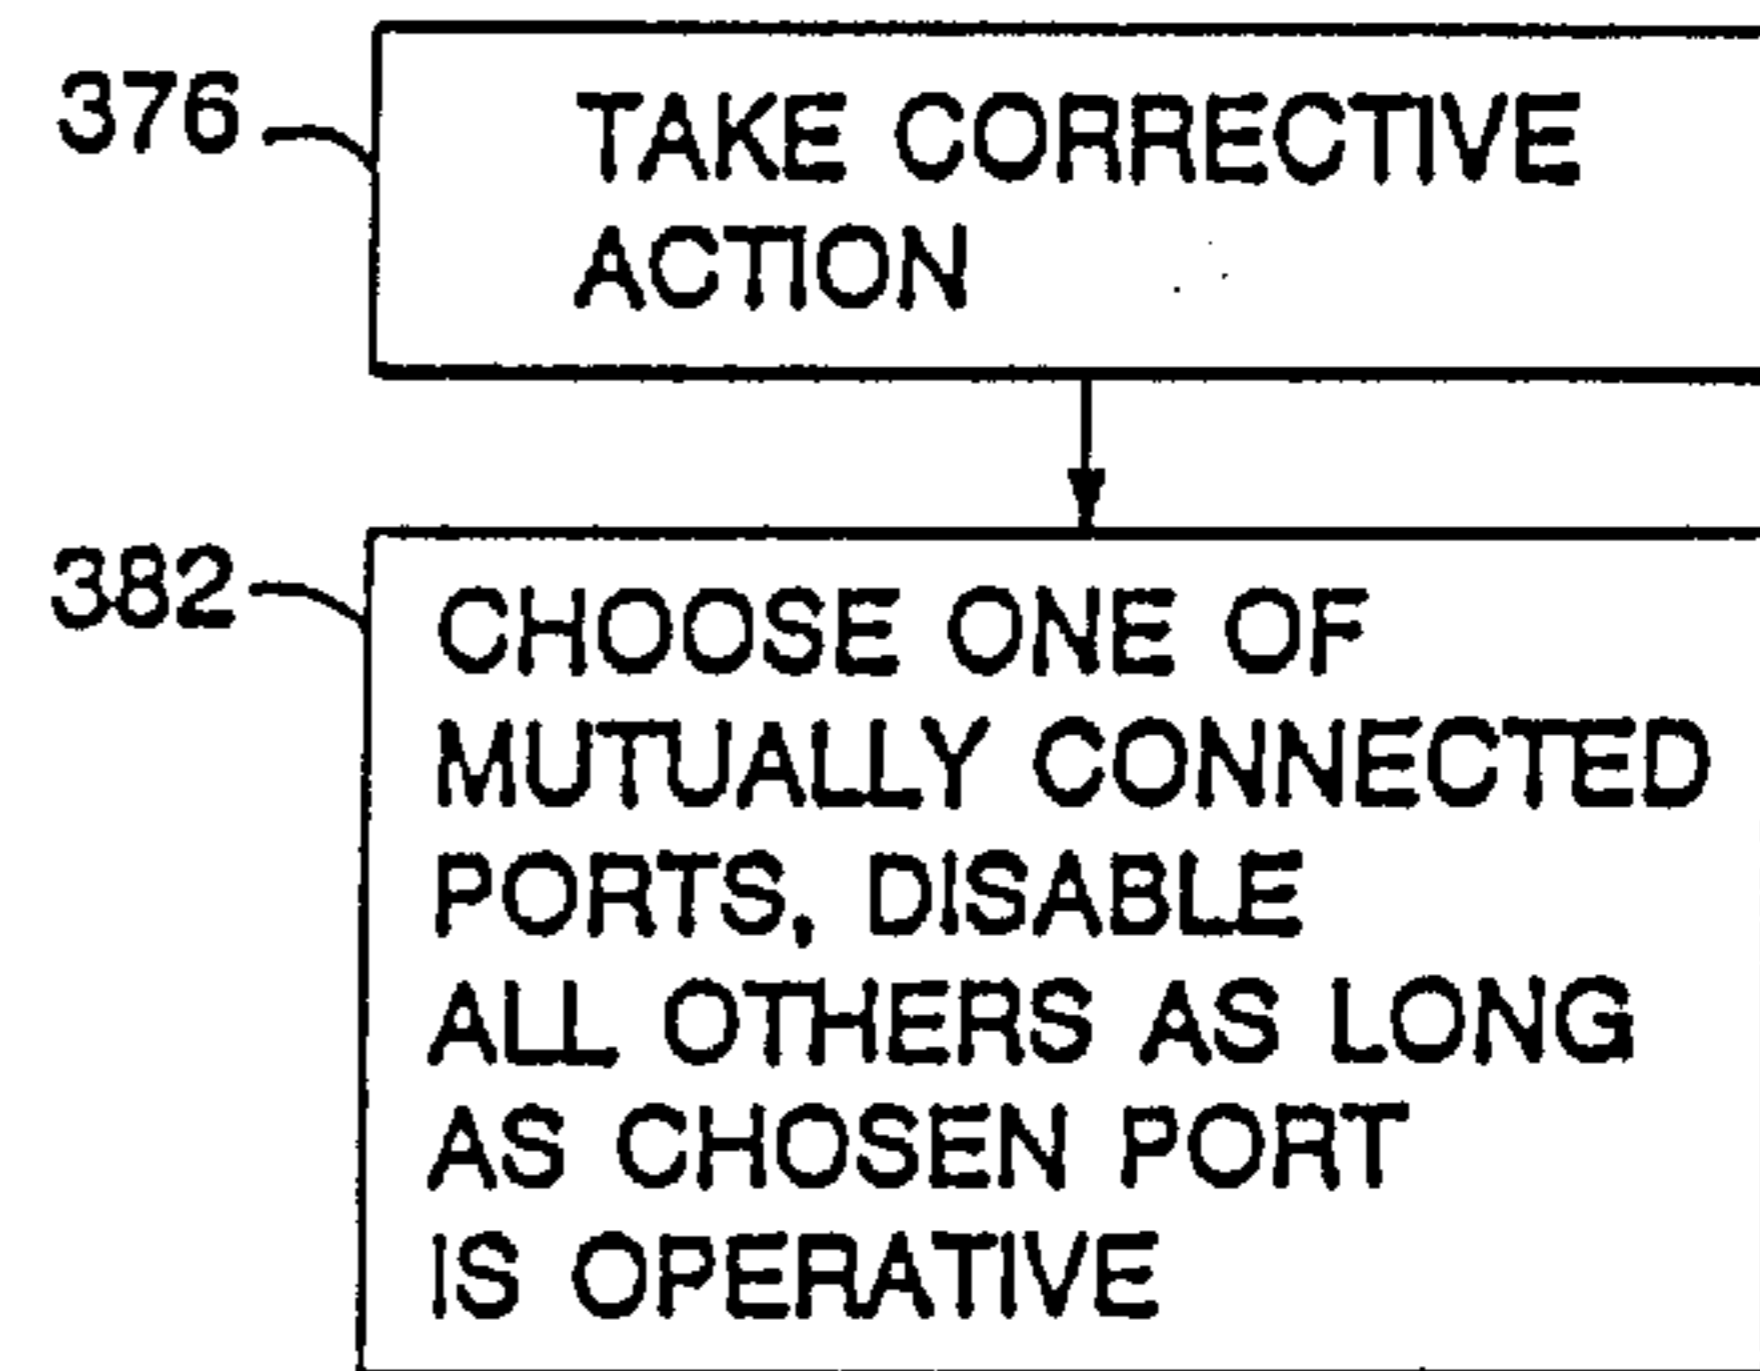 376
TAKE CORRECTIVE
ACTION
382
CHOOSE ONE OF
MUTUALLY CONNECTED
PORTS, DISABLE
ALL OTHERS AS LONG
AS CHOSEN PORT
IS OPERATIVE